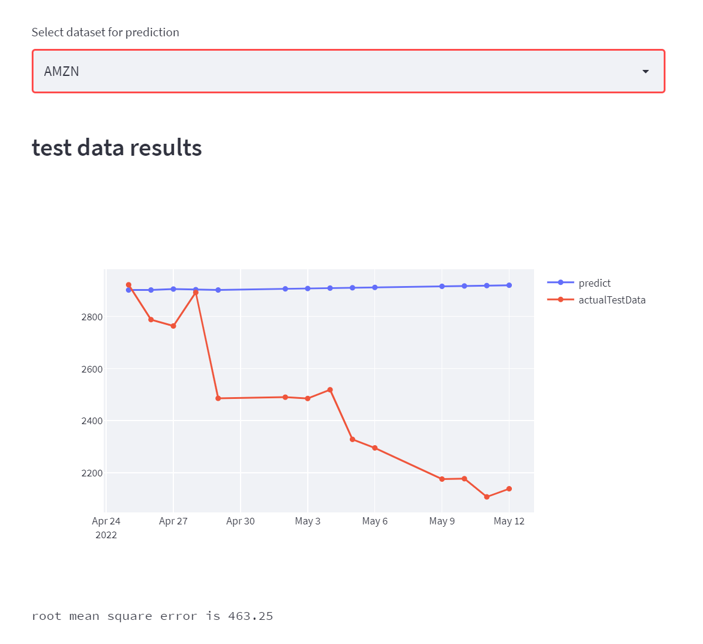 Select dataset for prediction
AMZN
test data results
predict
actualTestData
2800
2600
2400
2200
Apr 24 Apr 27 Apr 30 May 3 May 6 May 9 May 12
2022
root mean square error is 463.25